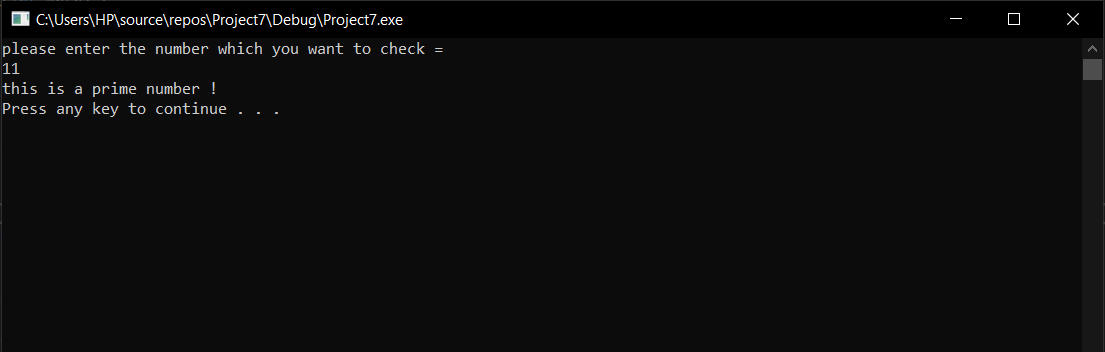 C:\Users\HP\source\repos\Project7\Debug\Project7.exe
please enter the number which you want to check =
11
this is a prime number !
Press any key to continue . . .